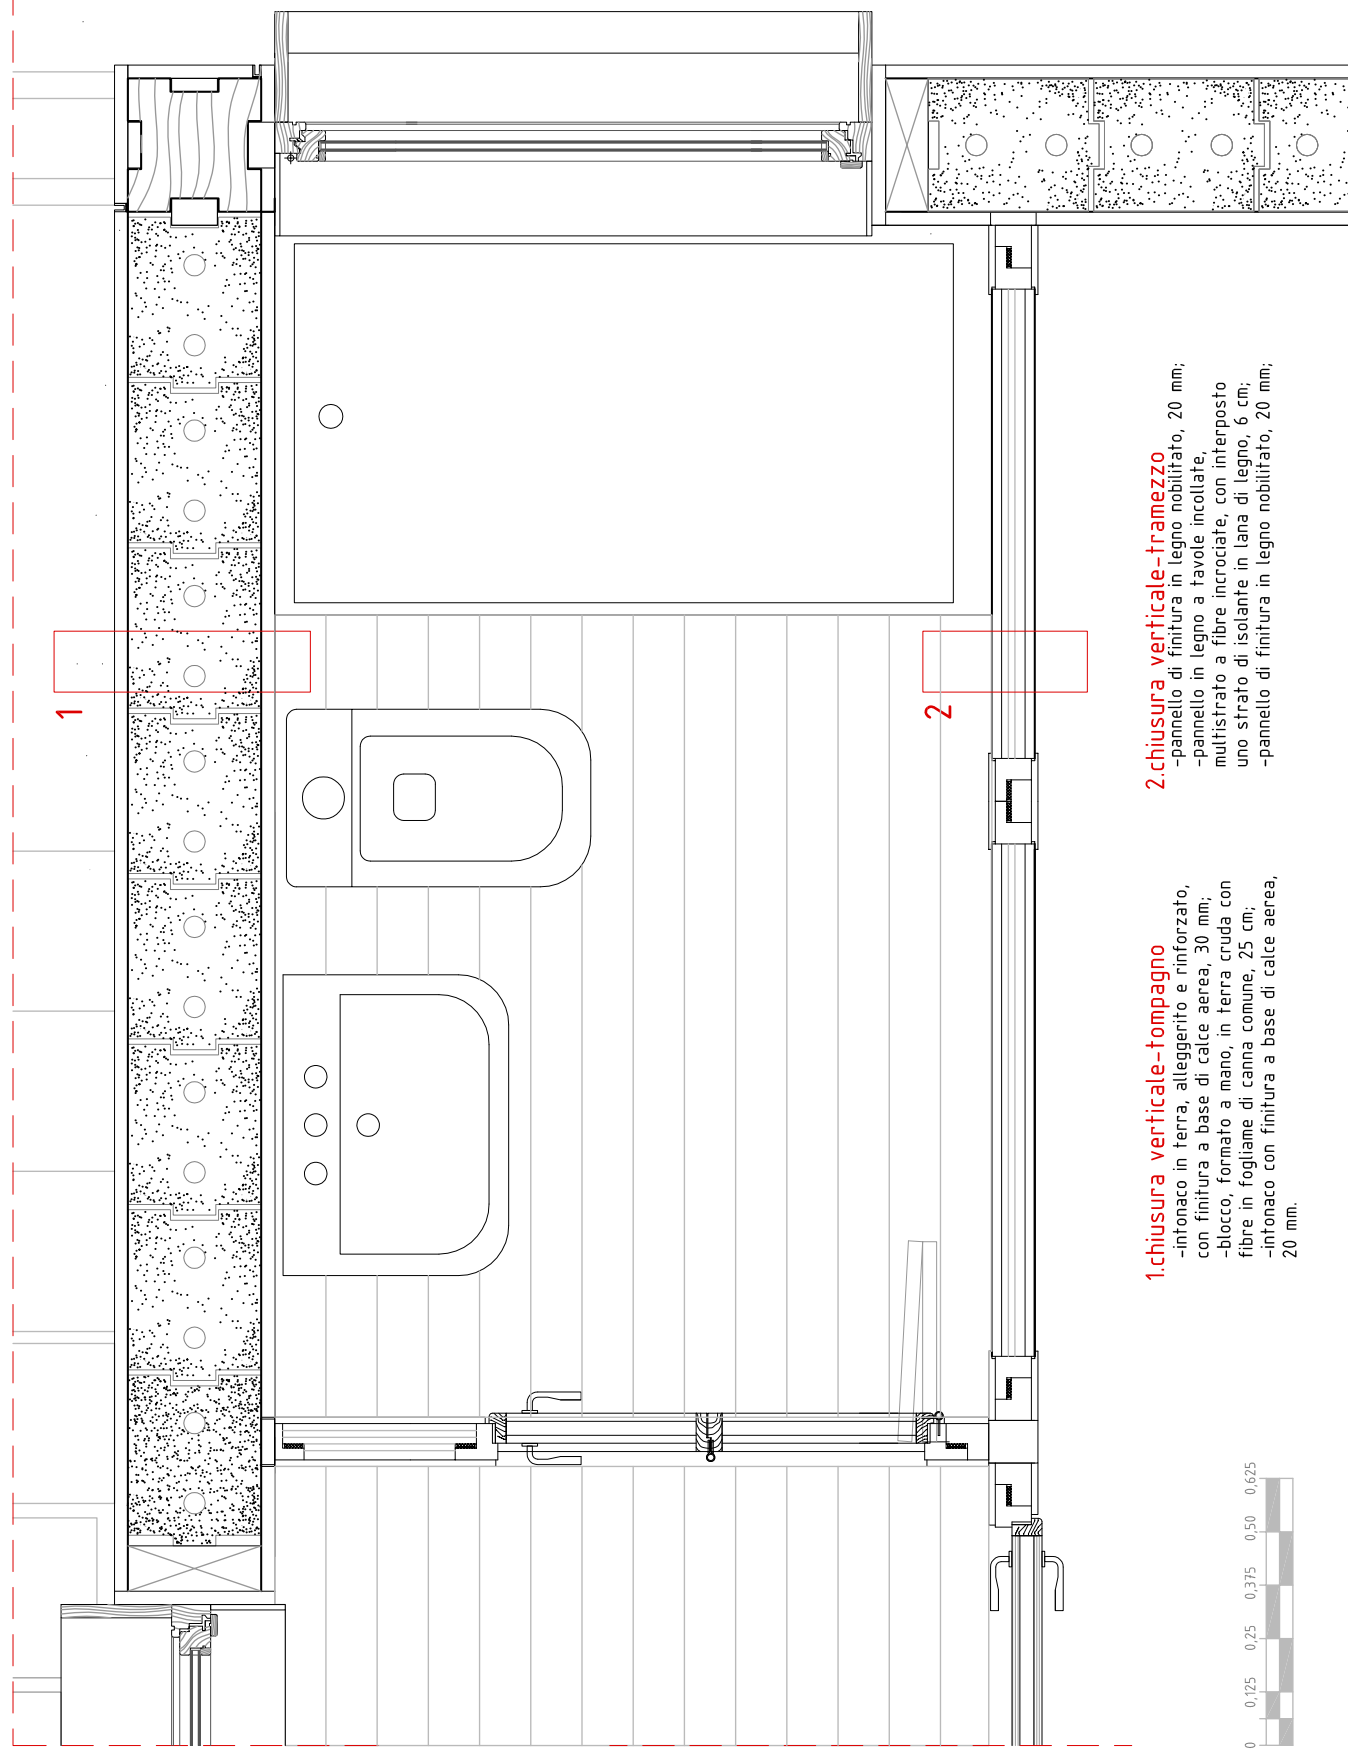 1
2
1.chiusura verticale-tompagno
-intonaco in terra, alleggerito e rinforzato,
con finitura a base di calce aerea, 30 mm;
-blocco, formato a mano, in terra cruda con
fibre in fogliame di canna comune, 25 cm;
-intonaco con finitura a base di calce aerea,
20 mm.
2.chiusura verticale-tramezzo
-pannello di finitura in legno nobilitato, 20 mm;
-pannello in legno a tavole incollate,
multistrato a fibre incrociate, con interposto
uno strato di isolante in lana di legno, 6 cm;
-pannello di finitura in legno nobilitato, 20 mm;
0 0,125 0,25 0,375 0,50 0,625